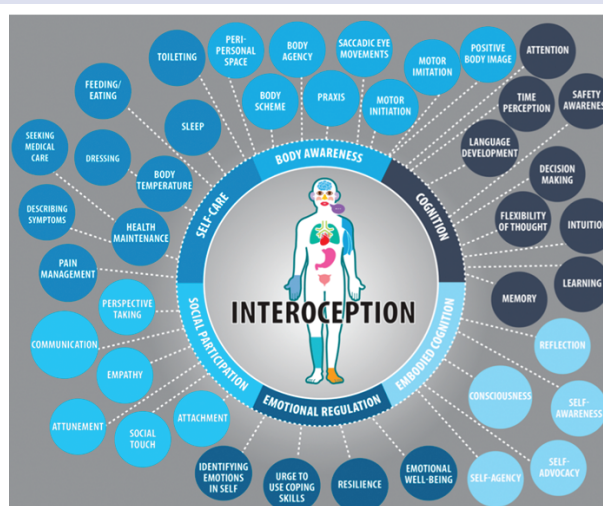 TOILETING
PERI-
PERSONAL
SPACE
BODY
AGENCY
SACCADIC EYE
MOVEMENTS
MOTOR
IMITATION
POSITIVE
BODY IMAGE
ATTENTION
FEEDING/
EATING
BODY
SCHEME
PRAXIS
MOTOR
INITIATION
TIME
PERCEPTION
SAFETY
AWARENES
SLEEP
SEEKING
MEDICAL
CARE
DRESSING
BODY
TEMPERATURE
LANGUAGE
DEVELOPMENT
DECISION
MAKING
DESCRIBING
SYMPTOMS
HEALTH
MAINTENANCE
FLEXIBILITY
OF THOUGHT
INTUITION
PAIN
MANAGEMENT
MEMORY
LEARNING
SELF-CARE
BODY AWARENESS
COGNITION
INTEROCEPTION
SOCIAL PARTICIPATION
EMOTIONAL REGULATION
EMBODIED COGNITION
PERSPECTIVE
TAKING
COMMUNICATION
EMPATHY
ATTUNEMENT
SOCIAL
TOUCH
ATTACHMENT
REFLECTION
CONSCIOUSNESS
SELF-
AWARENESS
SELF-
ADVOCACY
SELF-AGENCY
IDENTIFYING
EMOTIONS
IN SELF
URGE TO
USE COPING
SKILLS
RESILIENCE
EMOTIONAL
WELL-BEING